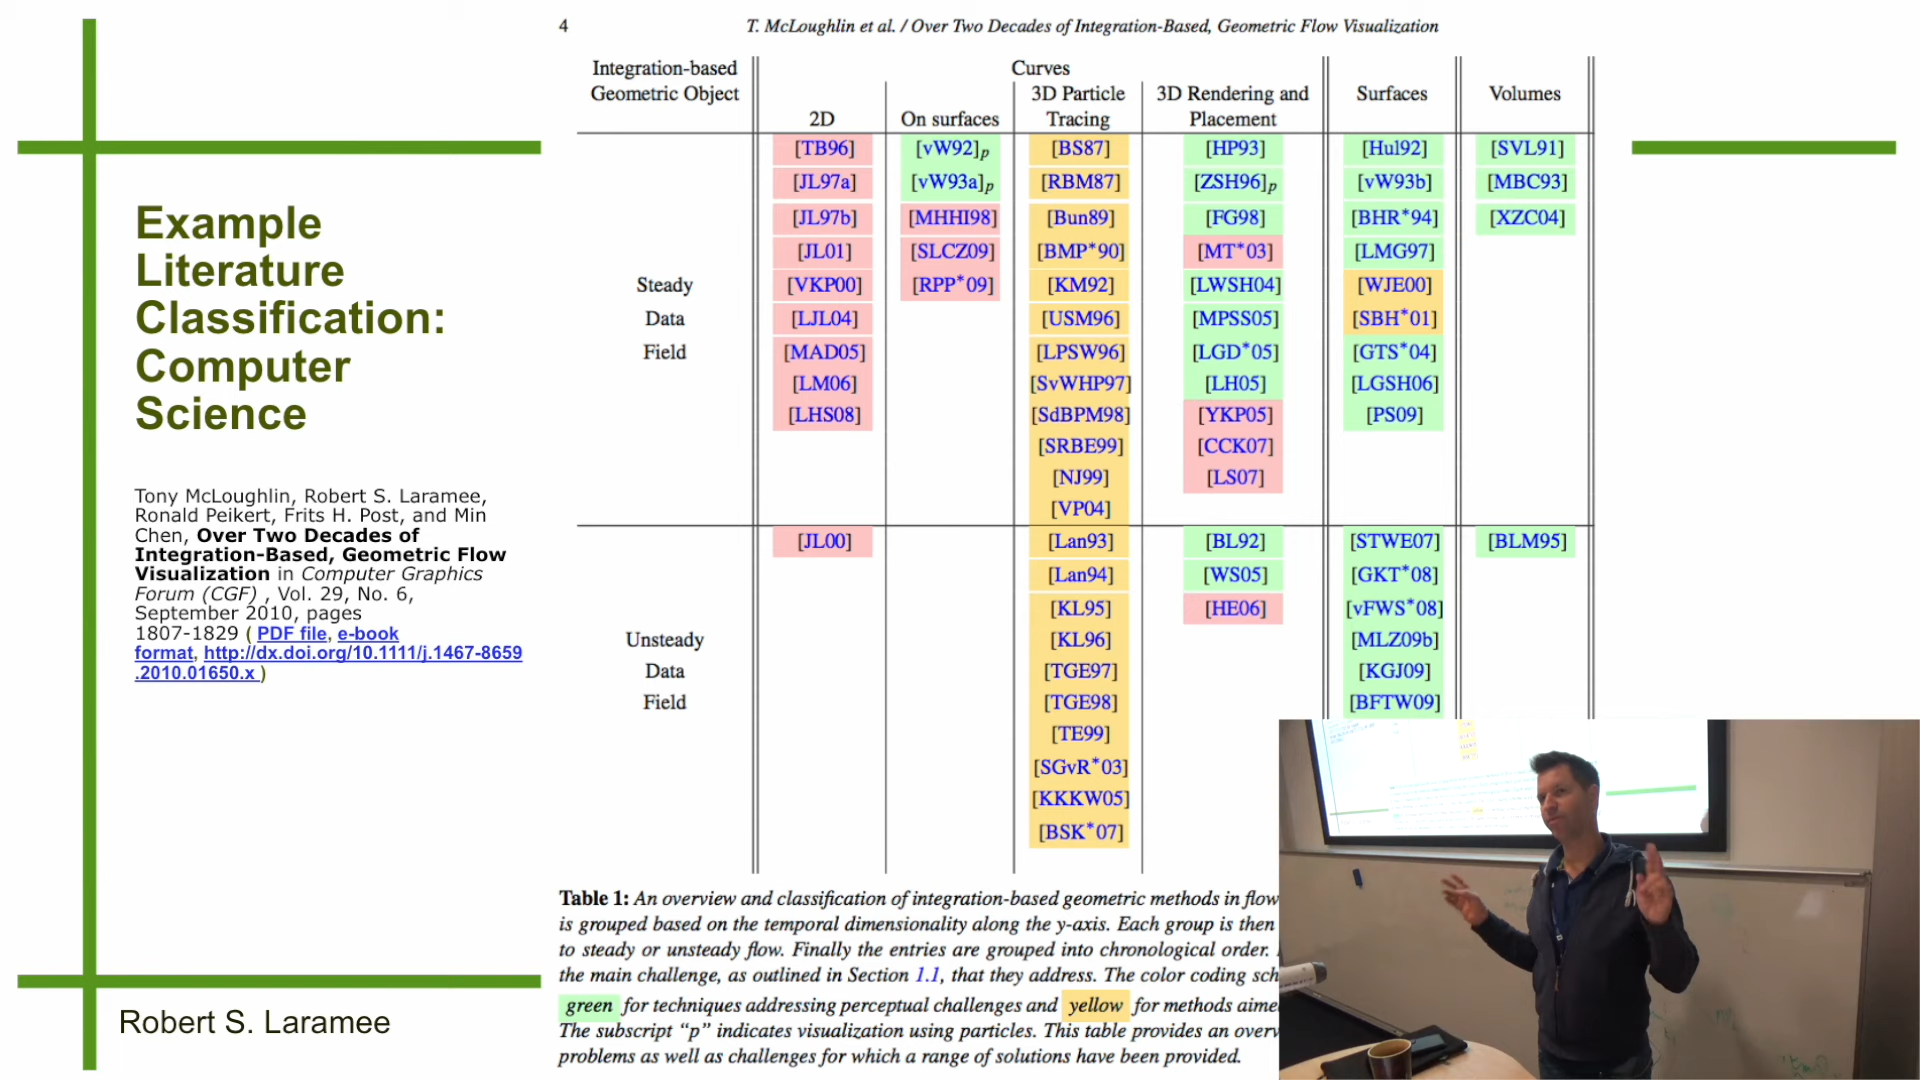 Example
Literature
Classification:
Computer
Science
Tony McLoughlin, Robert S. Laramee,
Ronald Peikert, Frits H. Post, and Min
Chen, Over Two Decades of
Integration-Based, Geometric Flow
Visualization in Computer Graphics
Forum (CGF) , Vol. 29, No. 6,
September 2010, pages
1807-1829 ( PDF file, e-book
format, http://dx.doi.org/10.1111/j.1467-8659
.2010.01650.x )
Robert S. Laramee
4 T. McLoughlin et al. / Over Two Decades of Integration-Based, Geometric Flow Visualization
Integration-based Curves
Geometric Object 3D Particle 3D Rendering and Surfaces Volumes
2D On surfaces Tracing Placement
[TB96] [vW92]p [BS87] [HP93] [Hul92] [SVL91]
[JL97a] [vW93a]p [RBM87] [ZSH96]p [vW93b] [MBC93]
[JL97b] [MHHI98] [Bun89] [FG98] [BHR*94] [XZC04]
[JL01] [SLCZ09] [BMP*90] [MT*03] [LMG97]
Steady [VKP00] [RPP*09] [KM92] [LWSH04] [WJE00]
Data [LJL04] [USM96] [MPSS05] [SBH*01]
Field [MAD05] [LPSW96] [LGD*05] [GTS*04]
[LM06] [SvWHP97] [LH05] [LGSH06]
[LHS08] [SdBPM98] [YKP05] [PS09]
[SRBE99] [CCK07]
[NJ99] [LS07]
[VP04]
[JL00] [Lan93] [BL92] [STWE07] [BLM95]
[Lan94] [WS05] [GKT*08]
[KL95] [HE06] [vFWS*08]
Unsteady [KL96] [MLZ09b]
Data [TGE97] [KGJ09]
Field [TGE98] [BFTW09]
[TE99]
[SGvR*03]
[KKKW05]
[BSK*07]
Table 1: An overview and classification of integration-based geometric methods in flow
is grouped based on the temporal dimensionality along the y-axis. Each group is then
to steady or unsteady flow. Finally the entries are grouped into chronological order.
the main challenge, as outlined in Section 1.1, that they address. The color coding sch
green for techniques addressing perceptual challenges and yellow for methods aime
The subscript “p” indicates visualization using particles. This table provides an overv
problems as well as challenges for which a range of solutions have been provided.